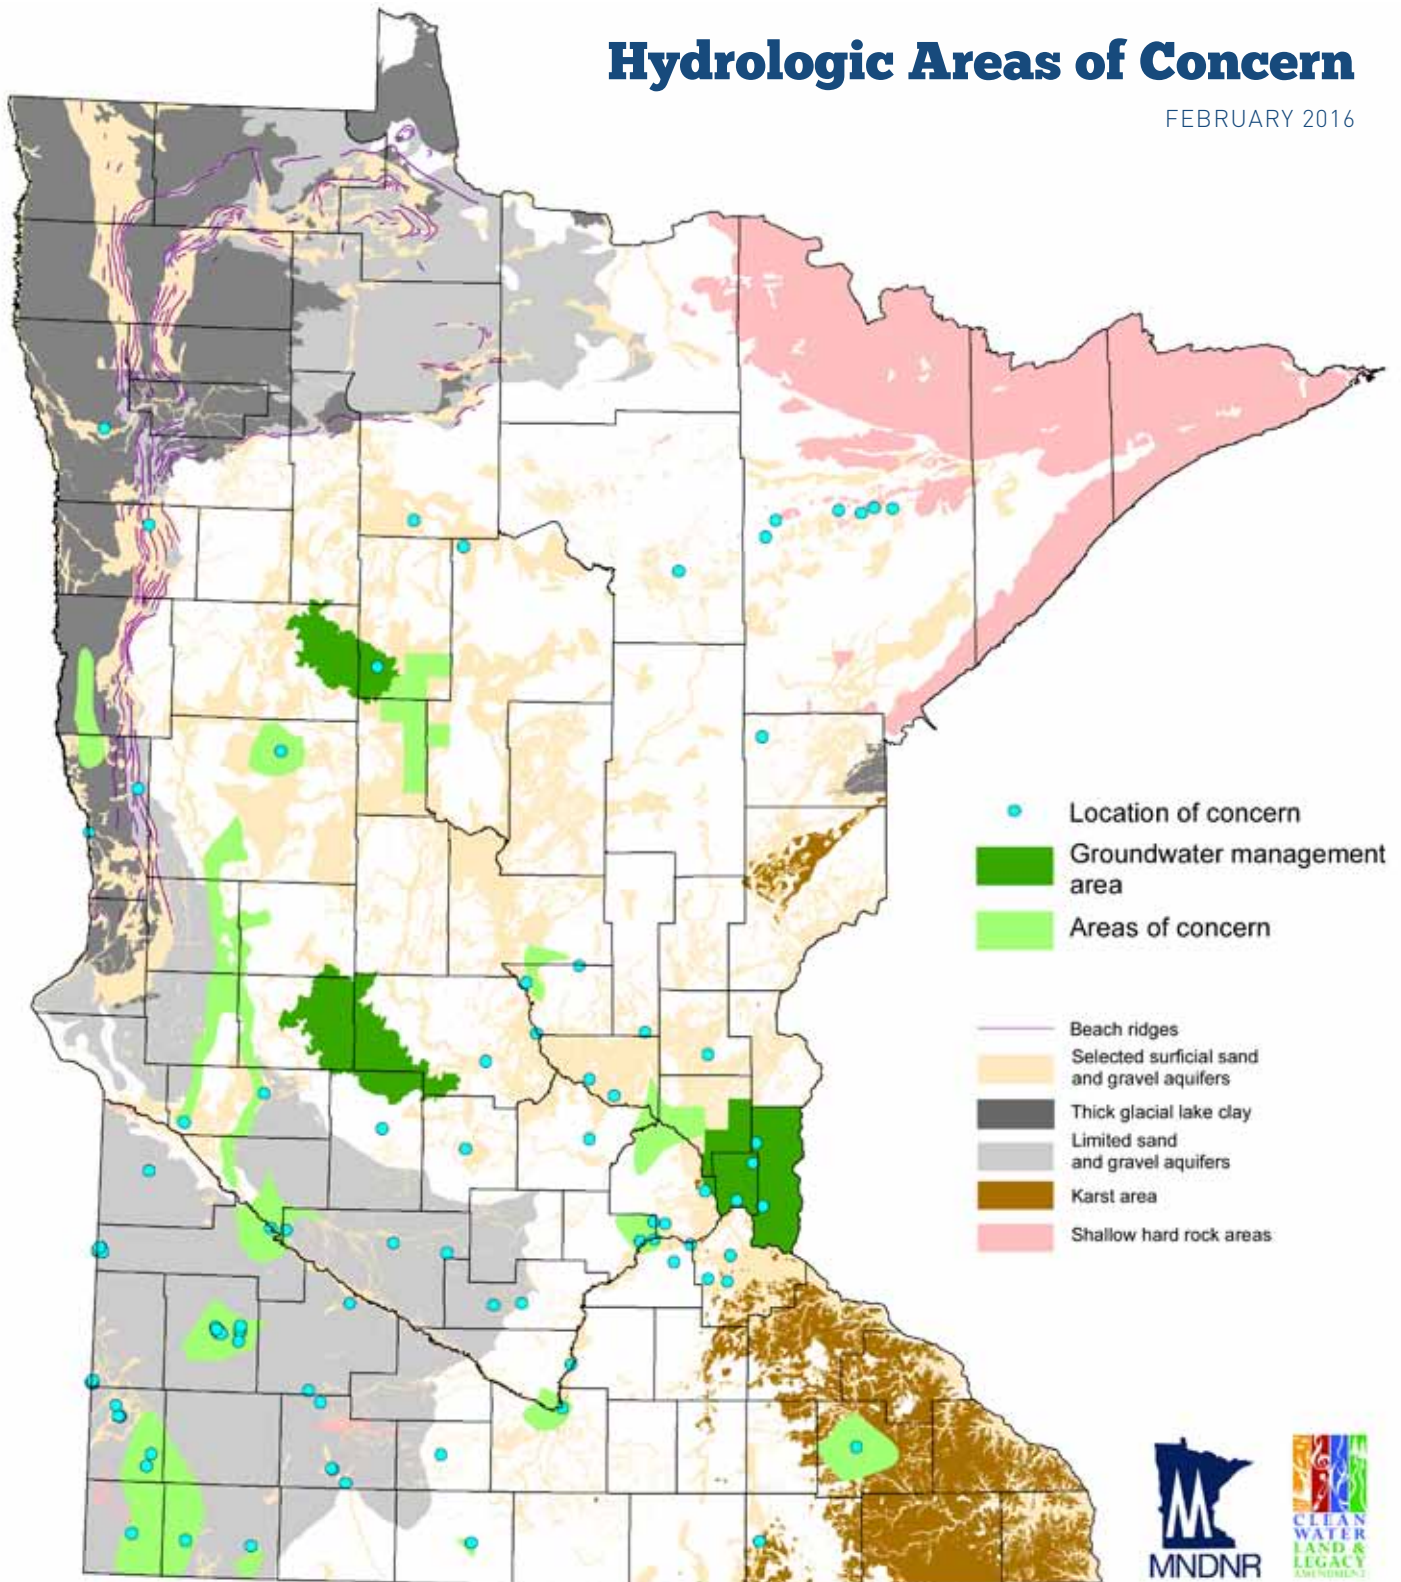 Hydrologic Areas of Concern
FEBRUARY 2016
Location of concern
Groundwater management
area
Areas of concern
Beach ridges
Selected surficial sand
and gravel aquifers
Thick glacial lake clay
Limited sand
and gravel aquifers
Karst area
Shallow hard rock areas
M
MNDNR
CLEAN
WATER
LAND &
LEGACY
AMENDMENT